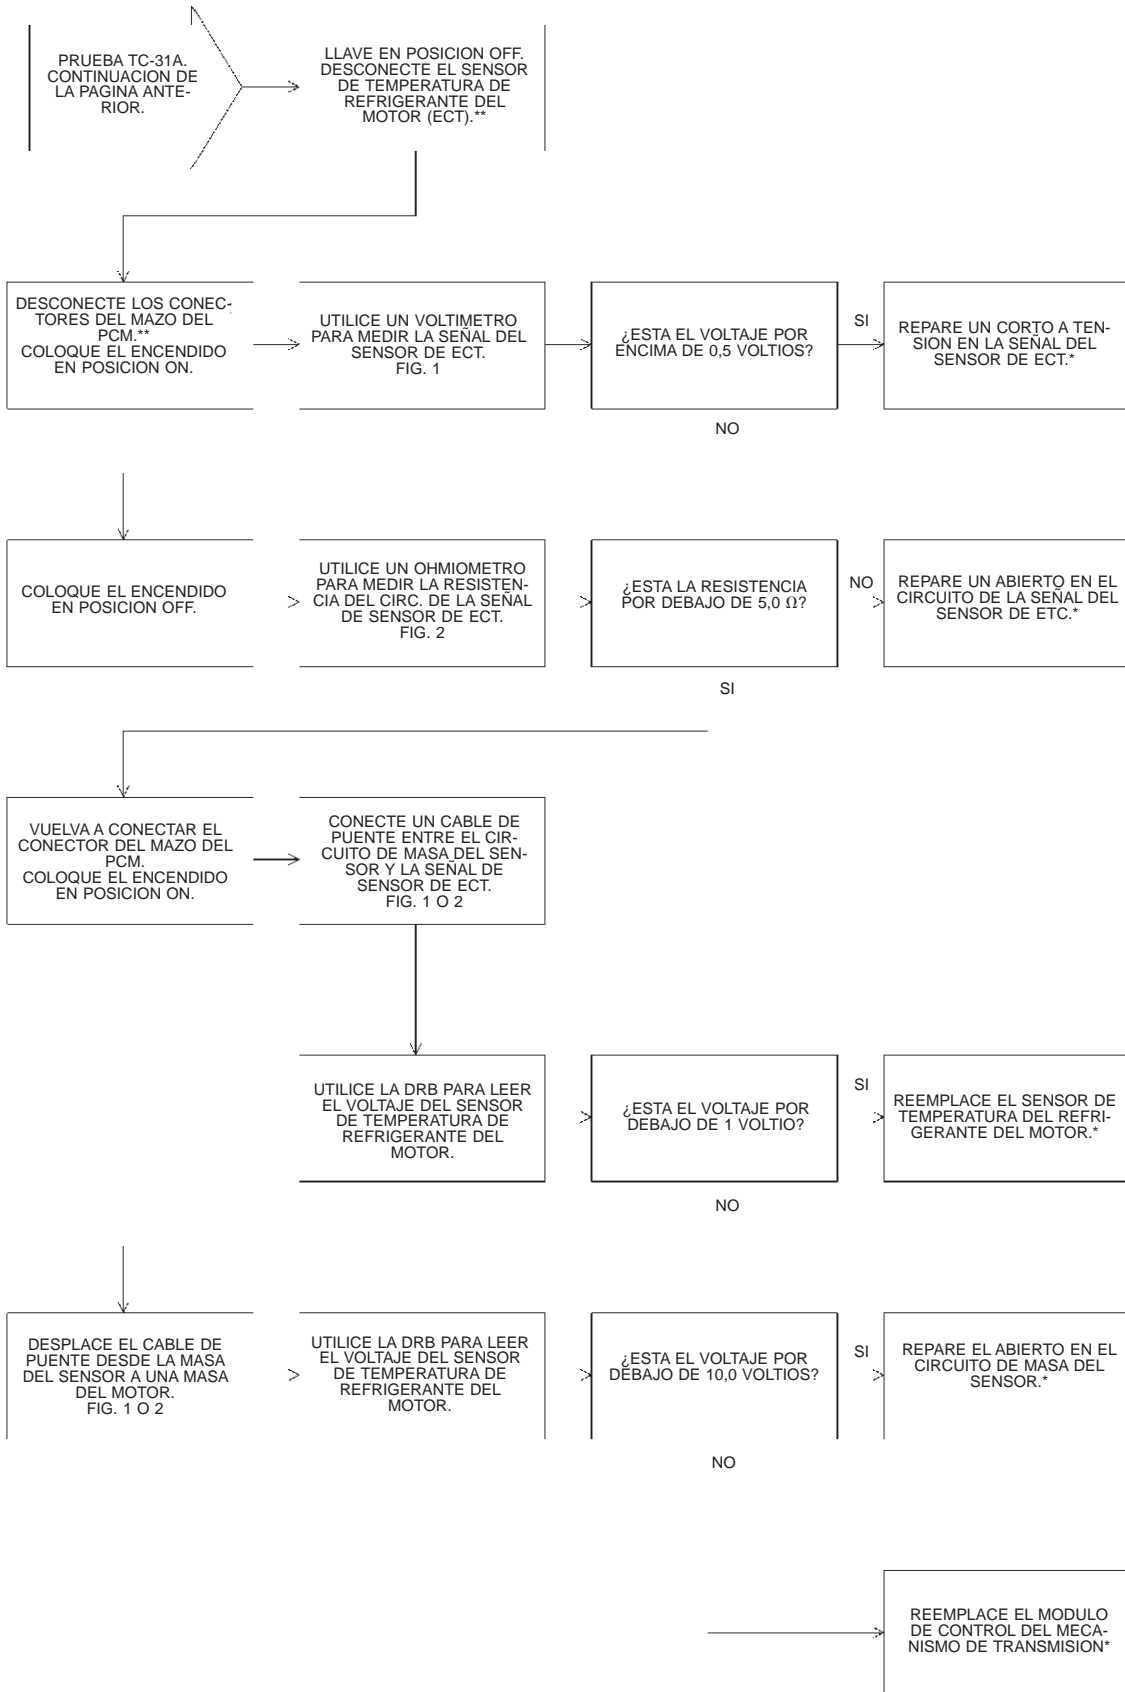 PRUEBA TC-31A.
CONTINUACION DE
LA PAGINA ANTE-
RIOR.
LLAVE EN POSICION OFF.
DESCONECTE EL SENSOR
DE TEMPERATURA DE
REFRIGERANTE DEL
MOTOR (ECT).**
DESCONECTE LOS CONEC-
TORES DEL MAZO DEL
PCM.**
COLOQUE EL ENCENDIDO
EN POSICION ON.
UTILICE UN VOLTIMETRO
PARA MEDIR LA SEÑAL DEL
SENSOR DE ECT.
FIG. 1
¿ESTA EL VOLTAJE POR
ENCIMA DE 0,5 VOLTIOS?
SI
REPARE UN CORTO A TEN-
SION EN LA SEÑAL DEL
SENSOR DE ECT.*
NO
COLOQUE EL ENCENDIDO
EN POSICION OFF.
UTILICE UN OHMIOMETRO
PARA MEDIR LA RESISTEN-
CIA DEL CIRC. DE LA SEÑAL
DE SENSOR DE ECT.
FIG. 2
¿ESTA LA RESISTENCIA
POR DEBAJO DE 5,0 Ω?
NO
REPARE UN ABIERTO EN EL
CIRCUITO DE LA SEÑAL DEL
SENSOR DE ETC.*
SI
VUELVA A CONECTAR EL
CONECTOR DEL MAZO DEL
PCM.
COLOQUE EL ENCENDIDO
EN POSICION ON.
CONECTE UN CABLE DE
PUENTE ENTRE EL CIR-
CUITO DE MASA DEL SEN-
SOR Y LA SEÑAL DE
SENSOR DE ECT.
FIG. 1 O 2
UTILICE LA DRB PARA LEER
EL VOLTAJE DEL SENSOR
DE TEMPERATURA DE
REFRIGERANTE DEL
MOTOR.
¿ESTA EL VOLTAJE POR
DEBAJO DE 1 VOLTIO?
SI
REEMPLACE EL SENSOR DE
TEMPERATURA DEL REFRI-
GERANTE DEL MOTOR.*
NO
DESPLACE EL CABLE DE
PUENTE DESDE LA MASA
DEL SENSOR A UNA MASA
DEL MOTOR.
FIG. 1 O 2
UTILICE LA DRB PARA LEER
EL VOLTAJE DEL SENSOR
DE TEMPERATURA DE
REFRIGERANTE DEL
MOTOR.
¿ESTA EL VOLTAJE POR
DEBAJO DE 10,0 VOLTIOS?
SI
REPARE EL ABIERTO EN EL
CIRCUITO DE MASA DEL
SENSOR.*
NO
REEMPLACE EL MODULO
DE CONTROL DEL MECA-
NISMO DE TRANSMISION*